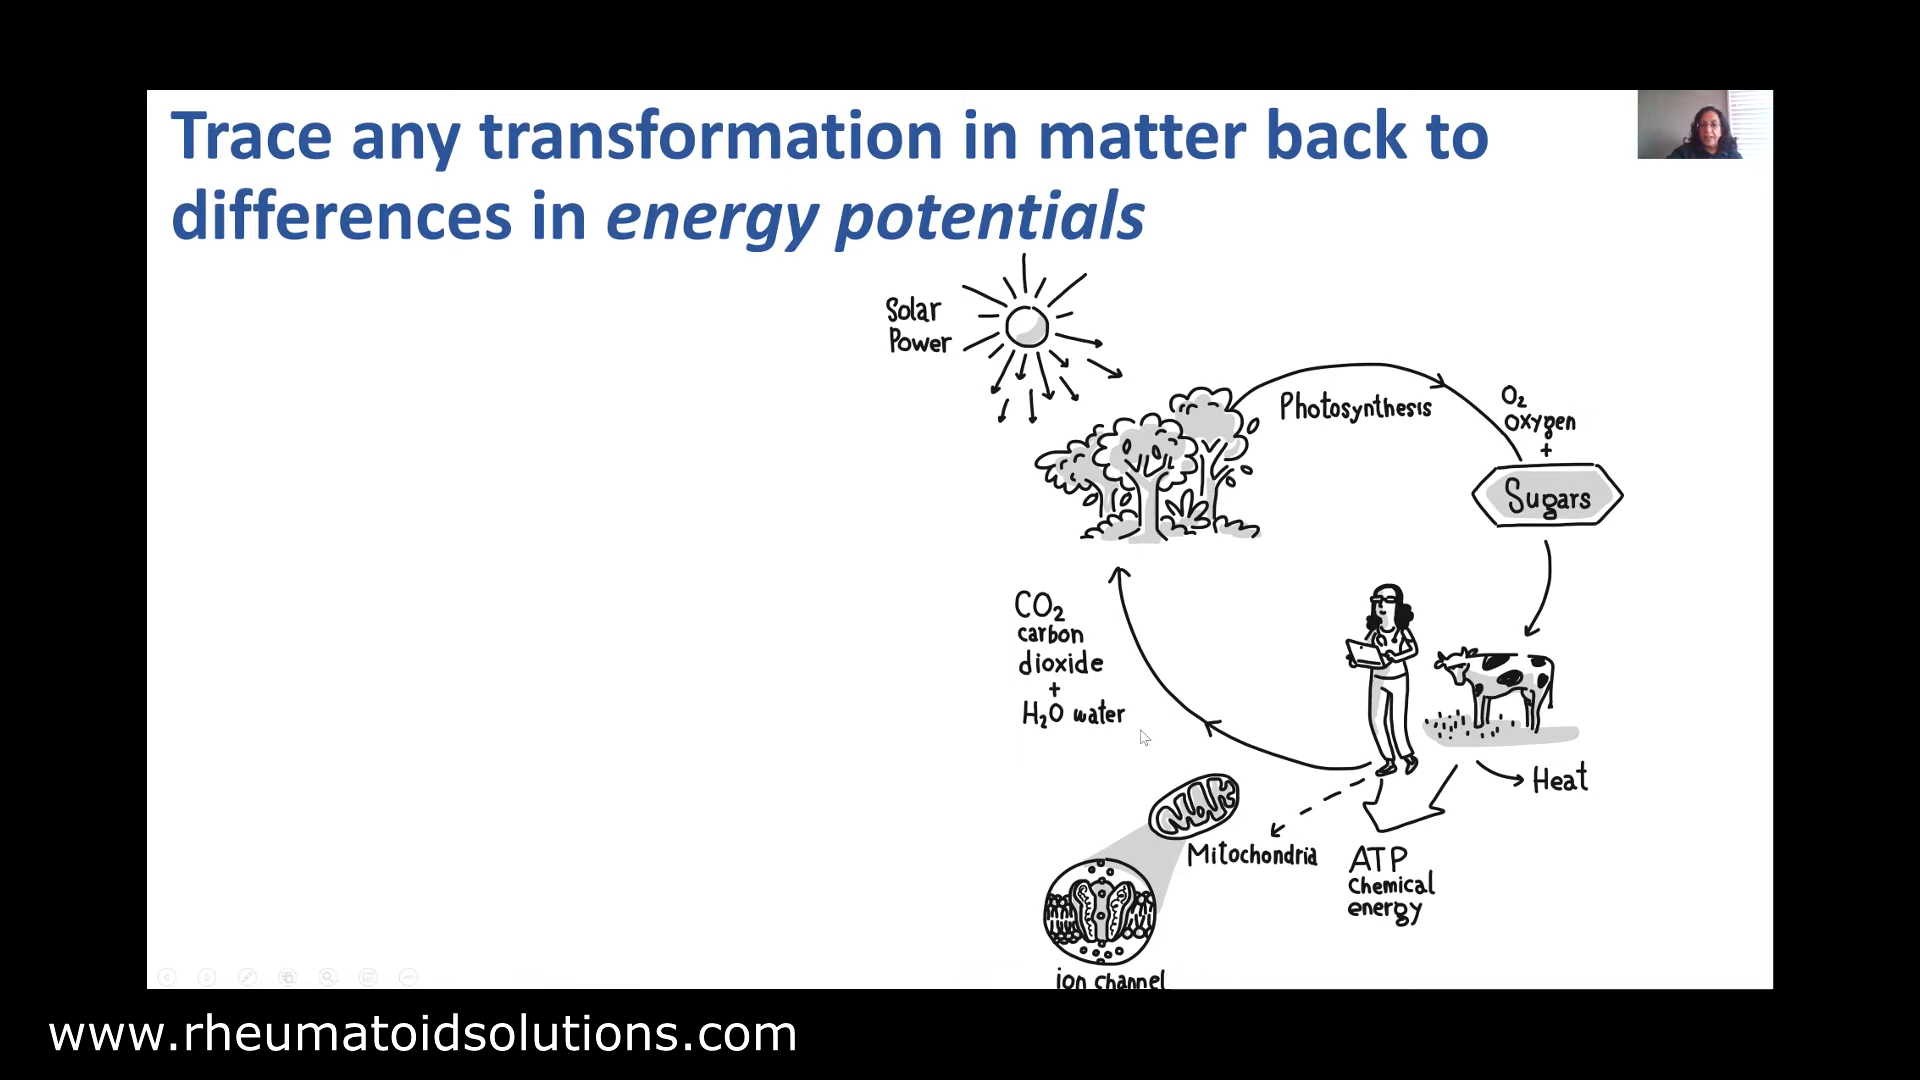 Trace any transformation in matter back to
differences in energy potentials
Solar
Power
Photosynthesis
O₂
oxygen
+
Sugars
CO₂
carbon
dioxide
+
H₂O water
Heat
Mitochondria
ATP
Chemical
energy
ion channel
www.rheumatoidsolutions.com